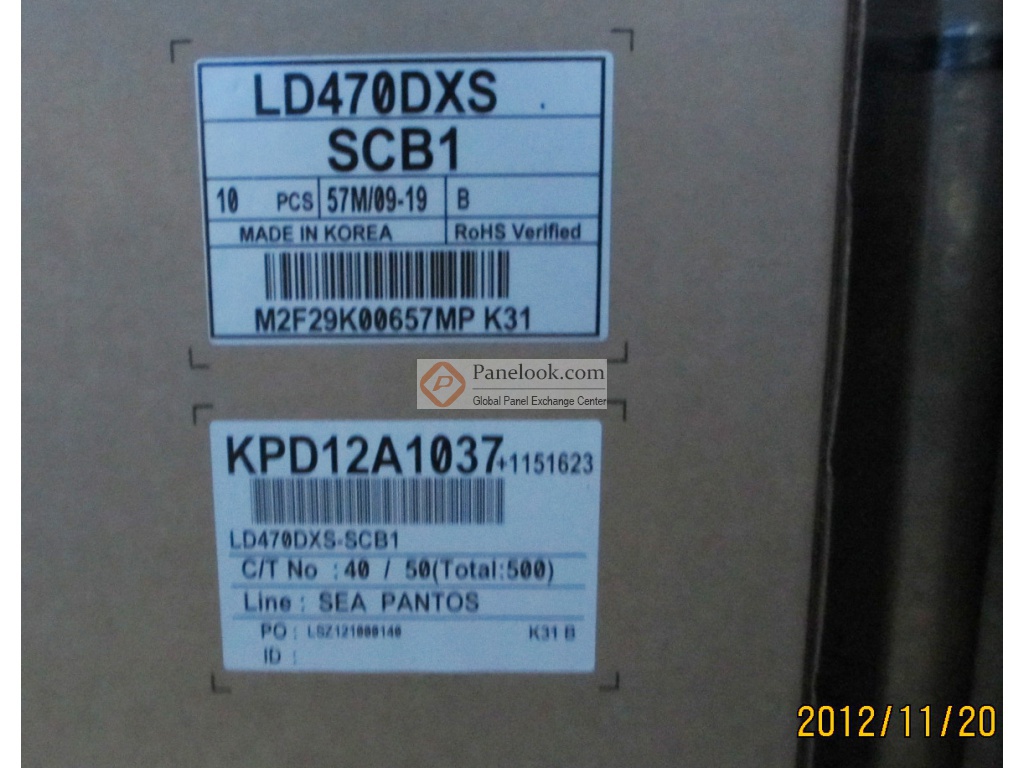 LD470DXS
SCB1
10 PCS 57M/09-19 B
MADE IN KOREA RoHS Verified
M2F29K00657MP K31
Panelook.com
Global Panel Exchange Center
KPD12A1037+1151623
LD470DXS-SCB1
C/T No : 40 / 50(Total:500)
Line : SEA PANTOS
PO : LSZ121000140 K31 B
ID :
2012/11/20